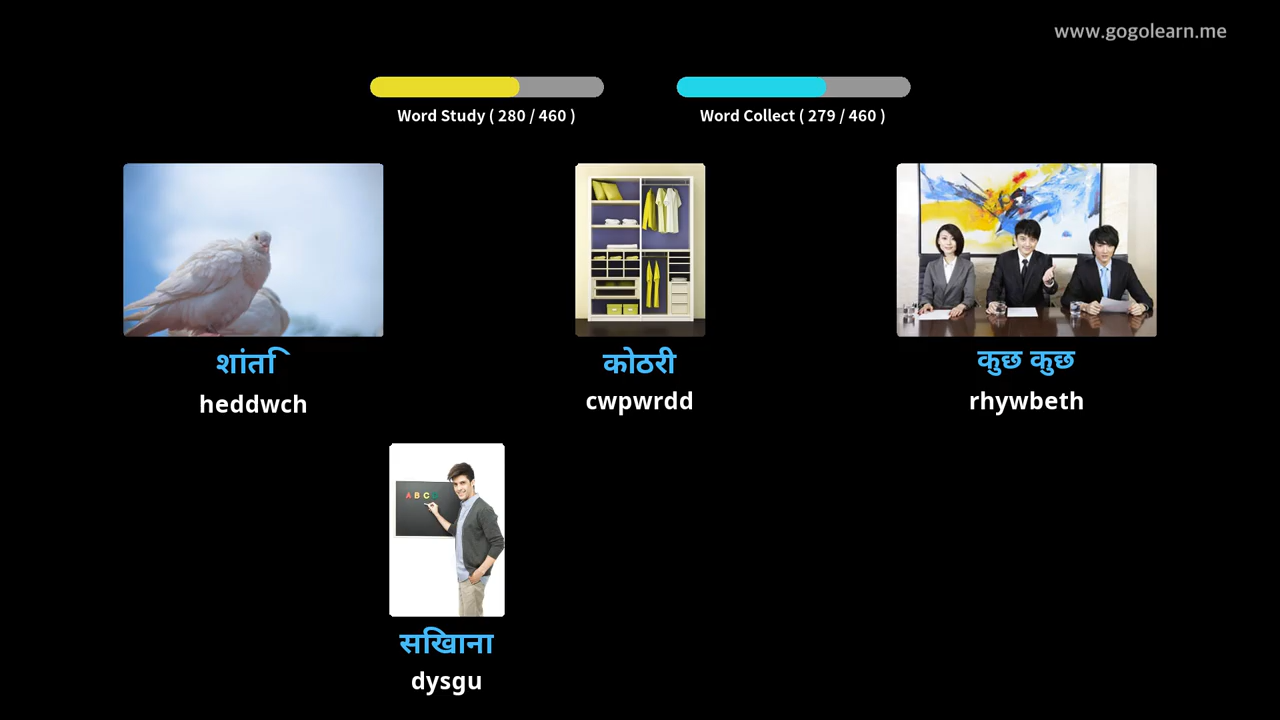 www.gogolearn.me
Word Study ( 280 / 460 )
Word Collect ( 279 / 460 )
शांति
heddwch
कोठरी
cwpwrdd
कुछ कुछ
rhywbeth
A B C C
सिखाना
dysgu